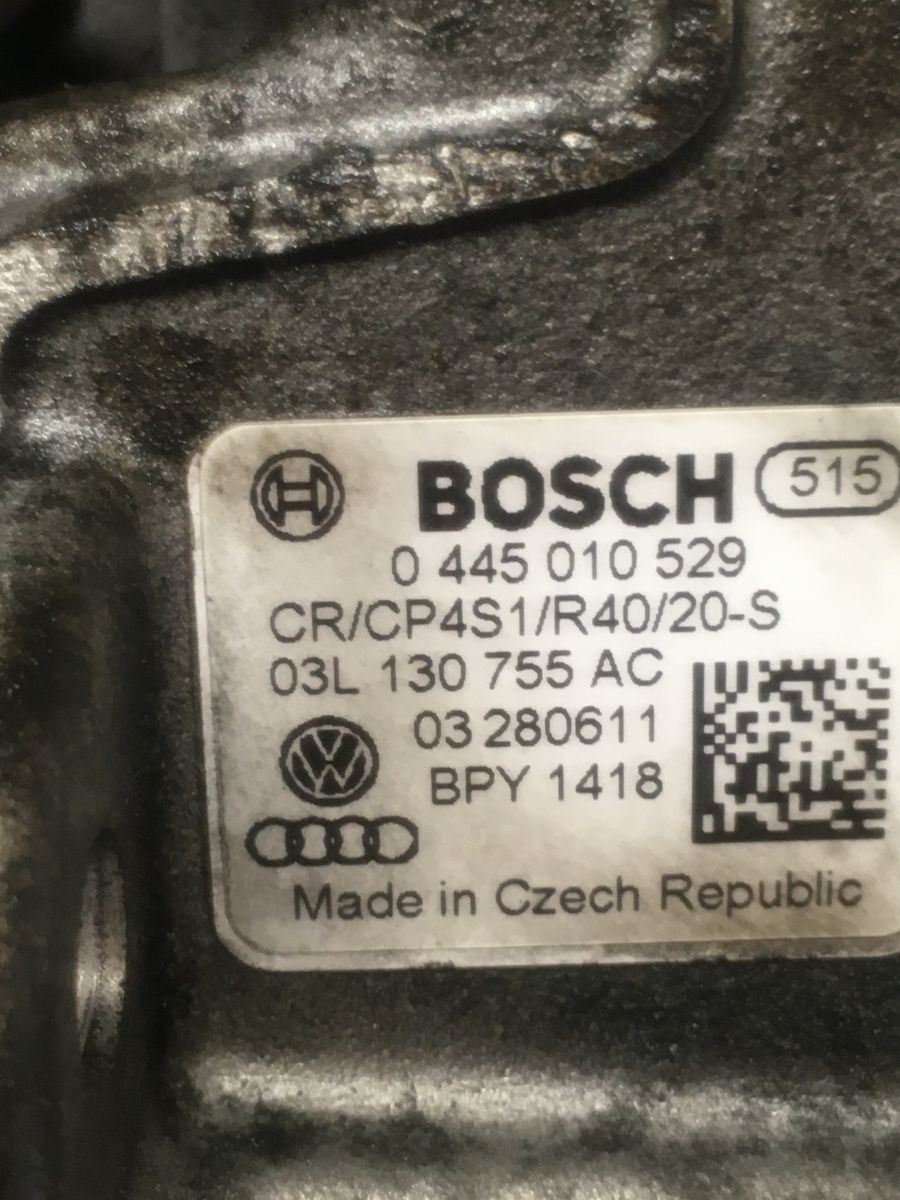 BOSCH 515
0 445 010 529
CR/CP4S1/R40/20-S
03L 130 755 AC
03 280611
BPY 1418
Made in Czech Republic